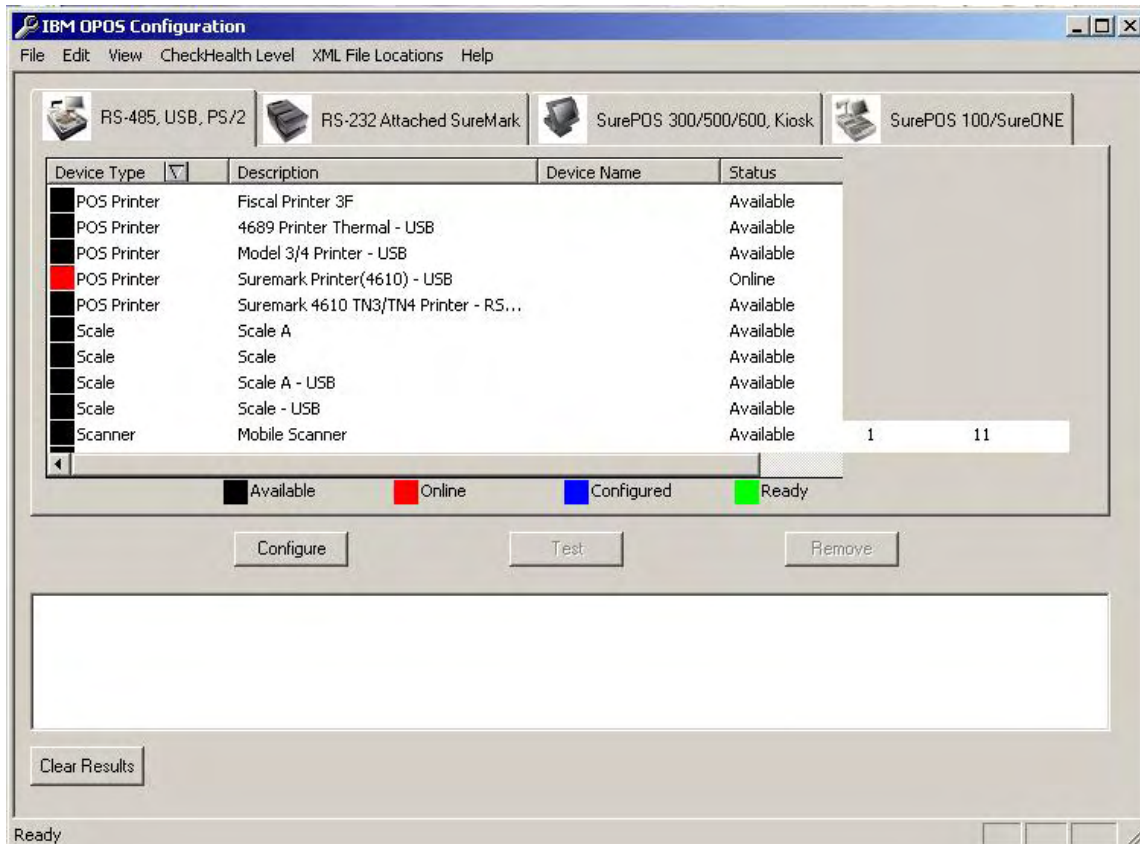 IBM OPOS Configuration
File Edit View CheckHealth Level XML File Locations Help
RS-485, USB, PS/2 RS-232 Attached SureMark SurePOS 300/500/600, Kiosk SurePOS 100/SureONE
Device Type Description Device Name Status
POS Printer Fiscal Printer 3F Available
POS Printer 4689 Printer Thermal - USB Available
POS Printer Model 3/4 Printer - USB Available
POS Printer Suremark Printer(4610) - USB Online
POS Printer Suremark 4610 TN3/TN4 Printer - RS... Available
Scale Scale A Available
Scale Scale Available
Scale Scale A - USB Available
Scale Scale - USB Available
Scanner Mobile Scanner Available 1 11
Available Online Configured Ready
Configure Test Remove
Clear Results
Ready